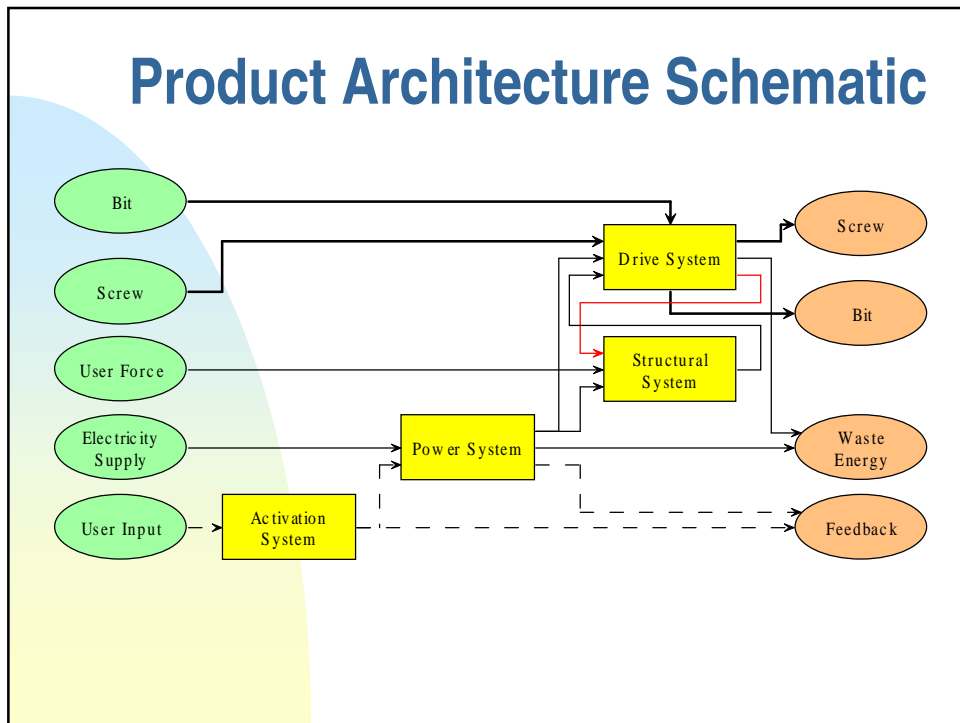 Product Architecture Schematic
Bit
Screw
User Force
Electricity
Supply
User Input
Activation
System
Power System
Drive System
Structural
System
Screw
Bit
Waste
Energy
Feedback